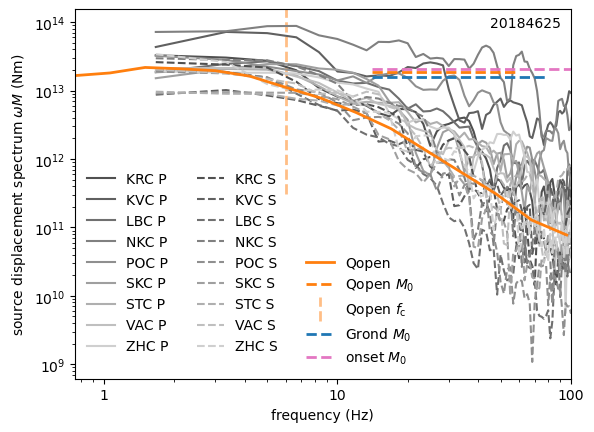 20184625
source displacement spectrum ωM (Nm)
10¹⁴
10¹³
10¹²
10¹¹
10¹⁰
10⁹
KRC P
KVC P
LBC P
NKC P
POC P
SKC P
STC P
VAC P
ZHC P
KRC S
KVC S
LBC S
NKC S
POC S
SKC S
STC S
VAC S
ZHC S
Qopen
Qopen M₀
Qopen f_c
Grond M₀
onset M₀
1
10
100
frequency (Hz)